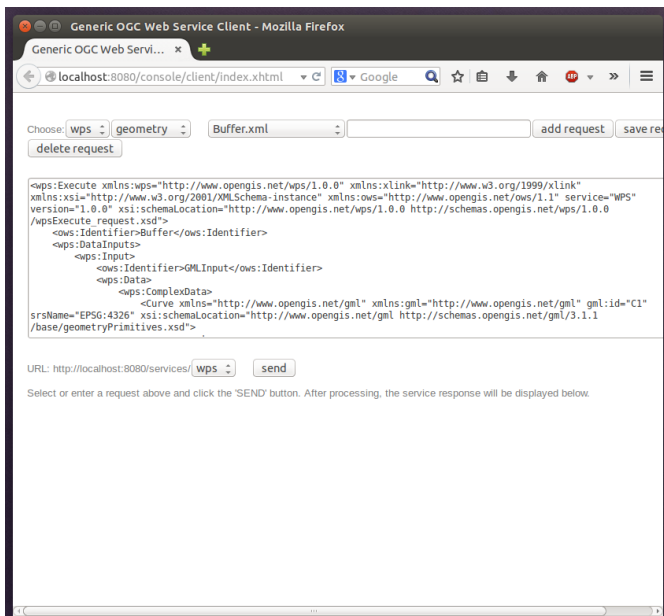 Generic OGC Web Service Client - Mozilla Firefox
Generic OGC Web Servi...
localhost:8080/console/client/index.xhtml
Google
Choose: wps geometry Buffer.xml add request save re
delete request
<wps:Execute xmlns:wps="http://www.opengis.net/wps/1.0.0" xmlns:xlink="http://www.w3.org/1999/xlink"
xmlns:xsi="http://www.w3.org/2001/XMLSchema-instance" xmlns:ows="http://www.opengis.net/ows/1.1" service="WPS"
version="1.0.0" xsi:schemaLocation="http://www.opengis.net/wps/1.0.0 http://schemas.opengis.net/wps/1.0.0
/wpsExecute_request.xsd">
<ows:Identifier>Buffer</ows:Identifier>
<wps:DataInputs>
<wps:Input>
<ows:Identifier>GMLInput</ows:Identifier>
<wps:Data>
<wps:ComplexData>
<Curve xmlns="http://www.opengis.net/gml" xmlns:gml="http://www.opengis.net/gml" gml:id="C1"
srsName="EPSG:4326" xsi:schemaLocation="http://www.opengis.net/gml http://schemas.opengis.net/gml/3.1.1
/base/geometryPrimitives.xsd">
URL: http://localhost:8080/services/ wps send
Select or enter a request above and click the 'SEND' button. After processing, the service response will be displayed below.